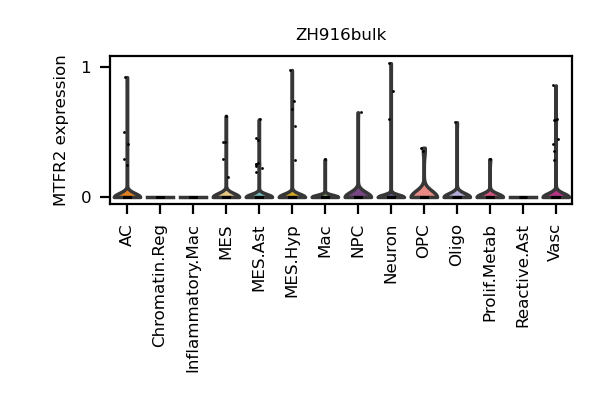 ZH916bulk
MTFR2 expression
1
0
AC
Chromatin.Reg
Inflammatory.Mac
MES
MES.Ast
MES.Hyp
Mac
NPC
Neuron
OPC
Oligo
Prolif.Metab
Reactive.Ast
Vasc